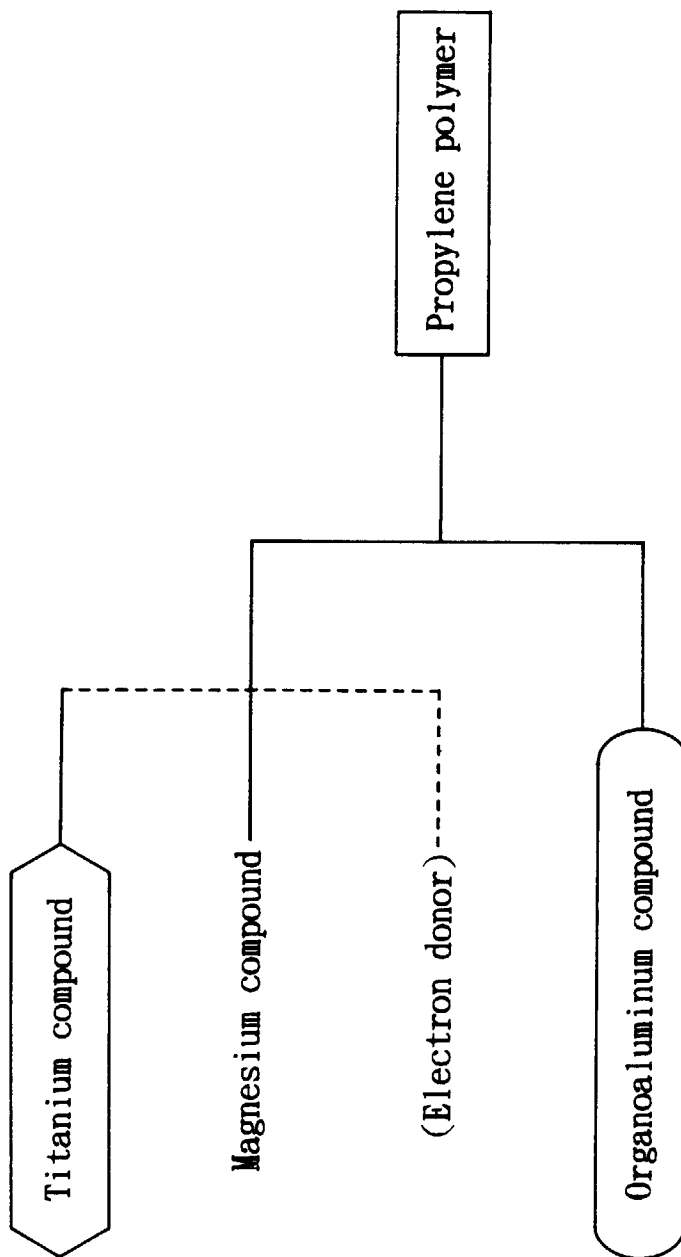 Titanium compound
Magnesium compound
(Electron donor)
Organoaluminum compound
Propylene polymer